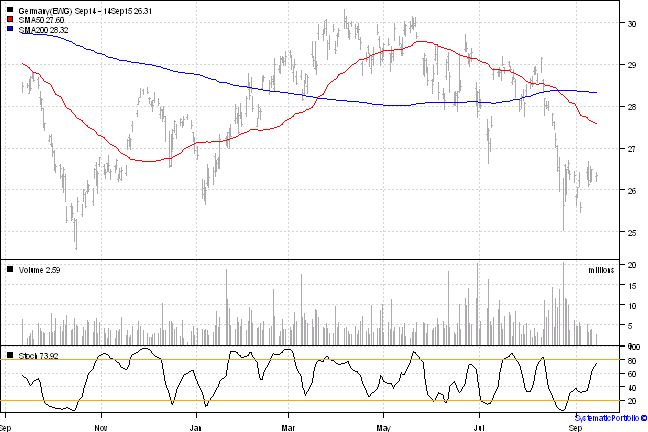 Germany(EWG) Sep14 - 14Sep15 26.31
SMA50 27.60
SMA200 28.32
30
29
28
27
26
25
Volume 2.59
millions
20
15
10
5
0
Stoch 73.92
80
60
40
20
Sep
Nov
Jan
Mar
May
Jul
Sep
SystematicPortfolio ©